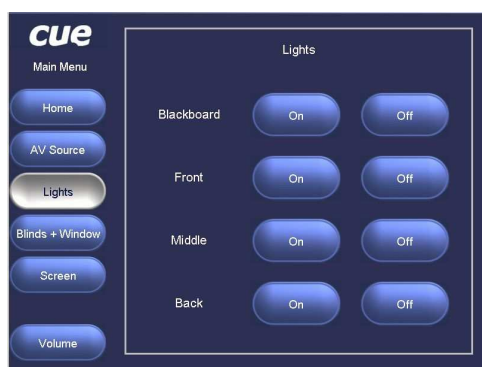 cue
Main Menu
Home
AV Source
Lights
Blinds + Window
Screen
Volume
Lights
Blackboard On Off
Front On Off
Middle On Off
Back On Off